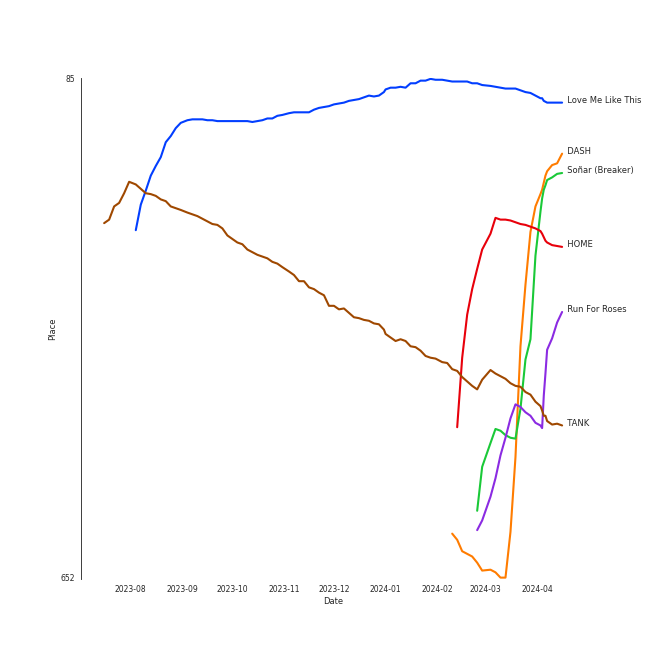 85
Love Me Like This
DASH
Soñar (Breaker)
HOME
Run For Roses
Place
TANK
652
2023-08 2023-09 2023-10 2023-11 2023-12 2024-01 2024-02 2024-03 2024-04
Date